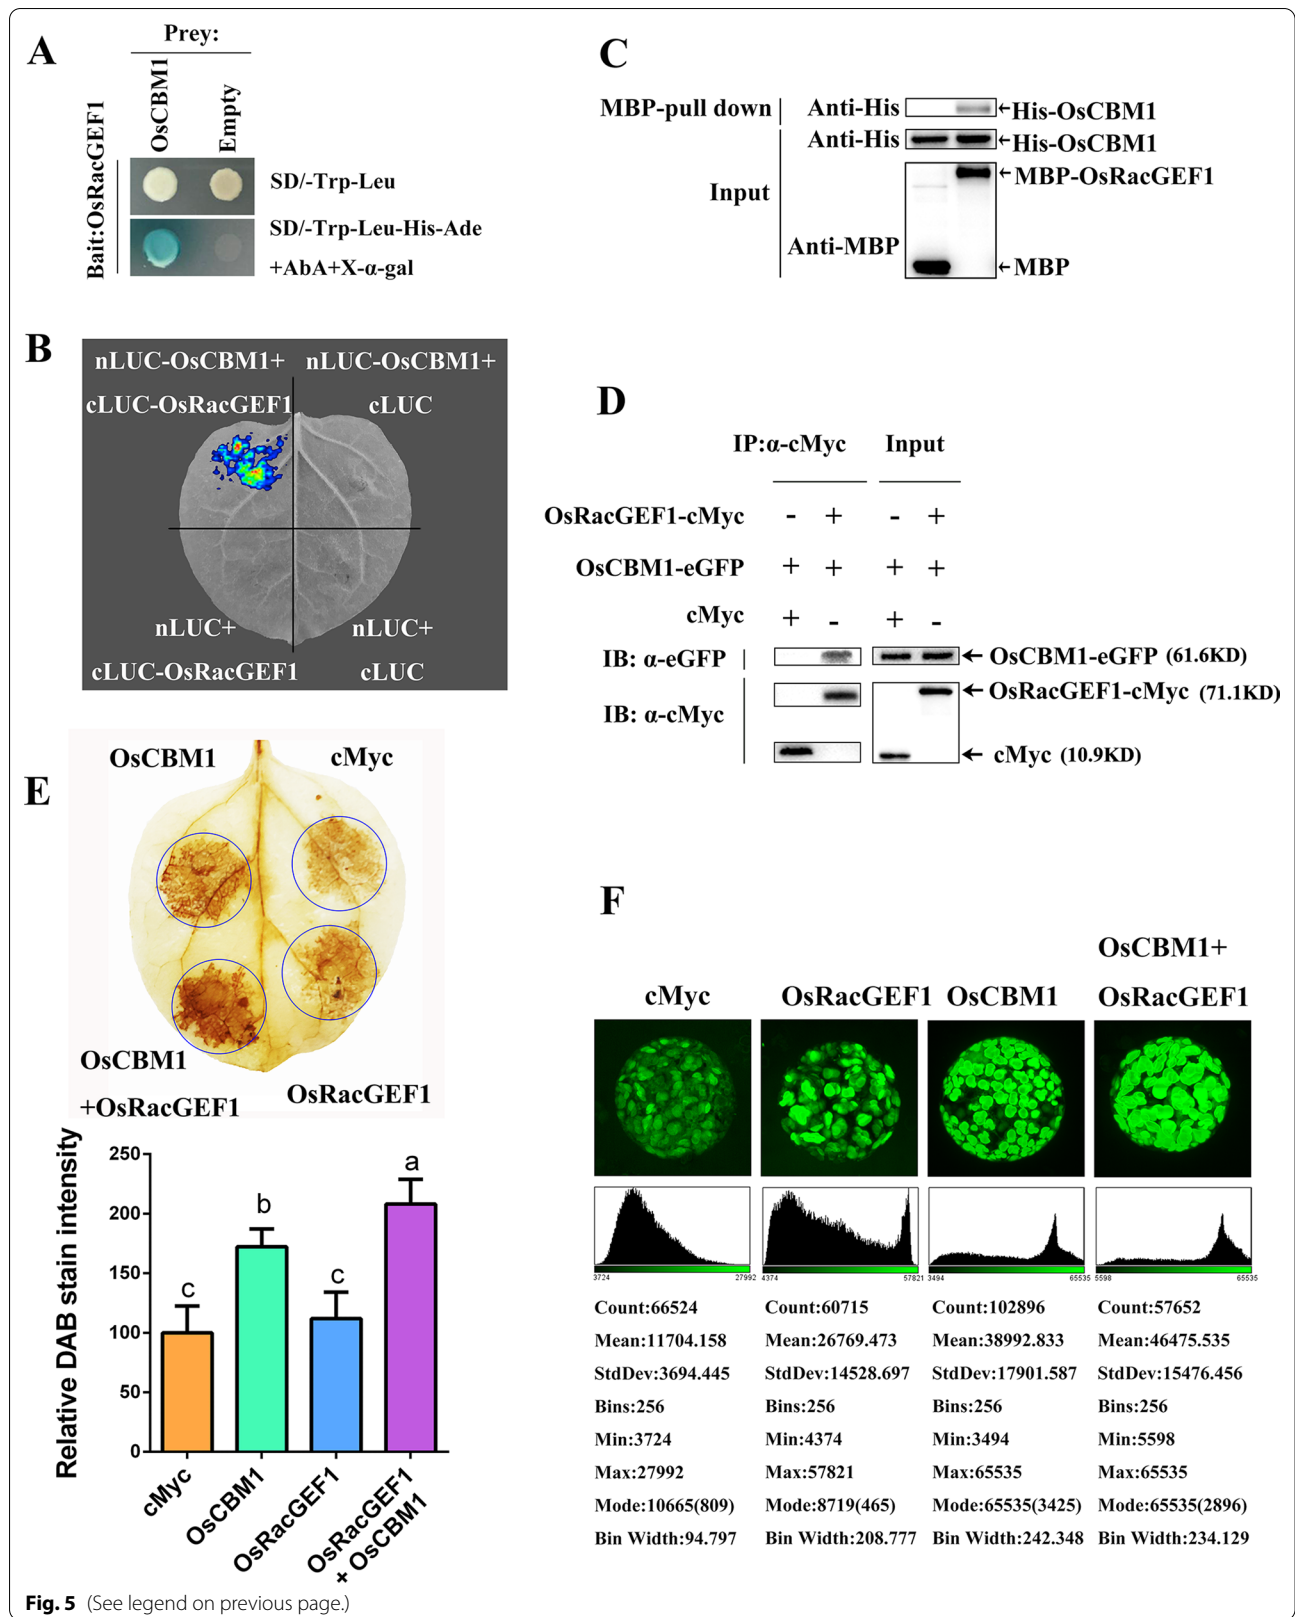 A
Prey:
OsCBM1
Empty
Bait:OsRacGEF1
SD/-Trp-Leu
SD/-Trp-Leu-His-Ade
+AbA+X-α-gal
C
MBP-pull down
Anti-His
←His-OsCBM1
Anti-His
←His-OsCBM1
Input
←MBP-OsRacGEF1
Anti-MBP
←MBP
B
nLUC-OsCBM1+
cLUC-OsRacGEF1
nLUC-OsCBM1+
cLUC
nLUC+
cLUC-OsRacGEF1
nLUC+
cLUC
D
IP:α-cMyc Input
OsRacGEF1-cMyc - + - +
OsCBM1-eGFP + + + +
cMyc + - + -
IB: α-eGFP
← OsCBM1-eGFP (61.6KD)
IB: α-cMyc
← OsRacGEF1-cMyc (71.1KD)
← cMyc (10.9KD)
E
OsCBM1
cMyc
OsCBM1
+OsRacGEF1
OsRacGEF1
Relative DAB stain intensity
250
200
150
100
50
0
c
b
c
a
cMyc
OsCBM1
OsRacGEF1
OsRacGEF1
+ OsCBM1
F
cMyc
OsRacGEF1
OsCBM1
OsCBM1+
OsRacGEF1
3724 27992
4374 57821
3494 65535
5598 65535
Count:66524
Mean:11704.158
StdDev:3694.445
Bins:256
Min:3724
Max:27992
Mode:10665(809)
Bin Width:94.797
Count:60715
Mean:26769.473
StdDev:14528.697
Bins:256
Min:4374
Max:57821
Mode:8719(465)
Bin Width:208.777
Count:102896
Mean:38992.833
StdDev:17901.587
Bins:256
Min:3494
Max:65535
Mode:65535(3425)
Bin Width:242.348
Count:57652
Mean:46475.535
StdDev:15476.456
Bins:256
Min:5598
Max:65535
Mode:65535(2896)
Bin Width:234.129
Fig. 5 (See legend on previous page.)